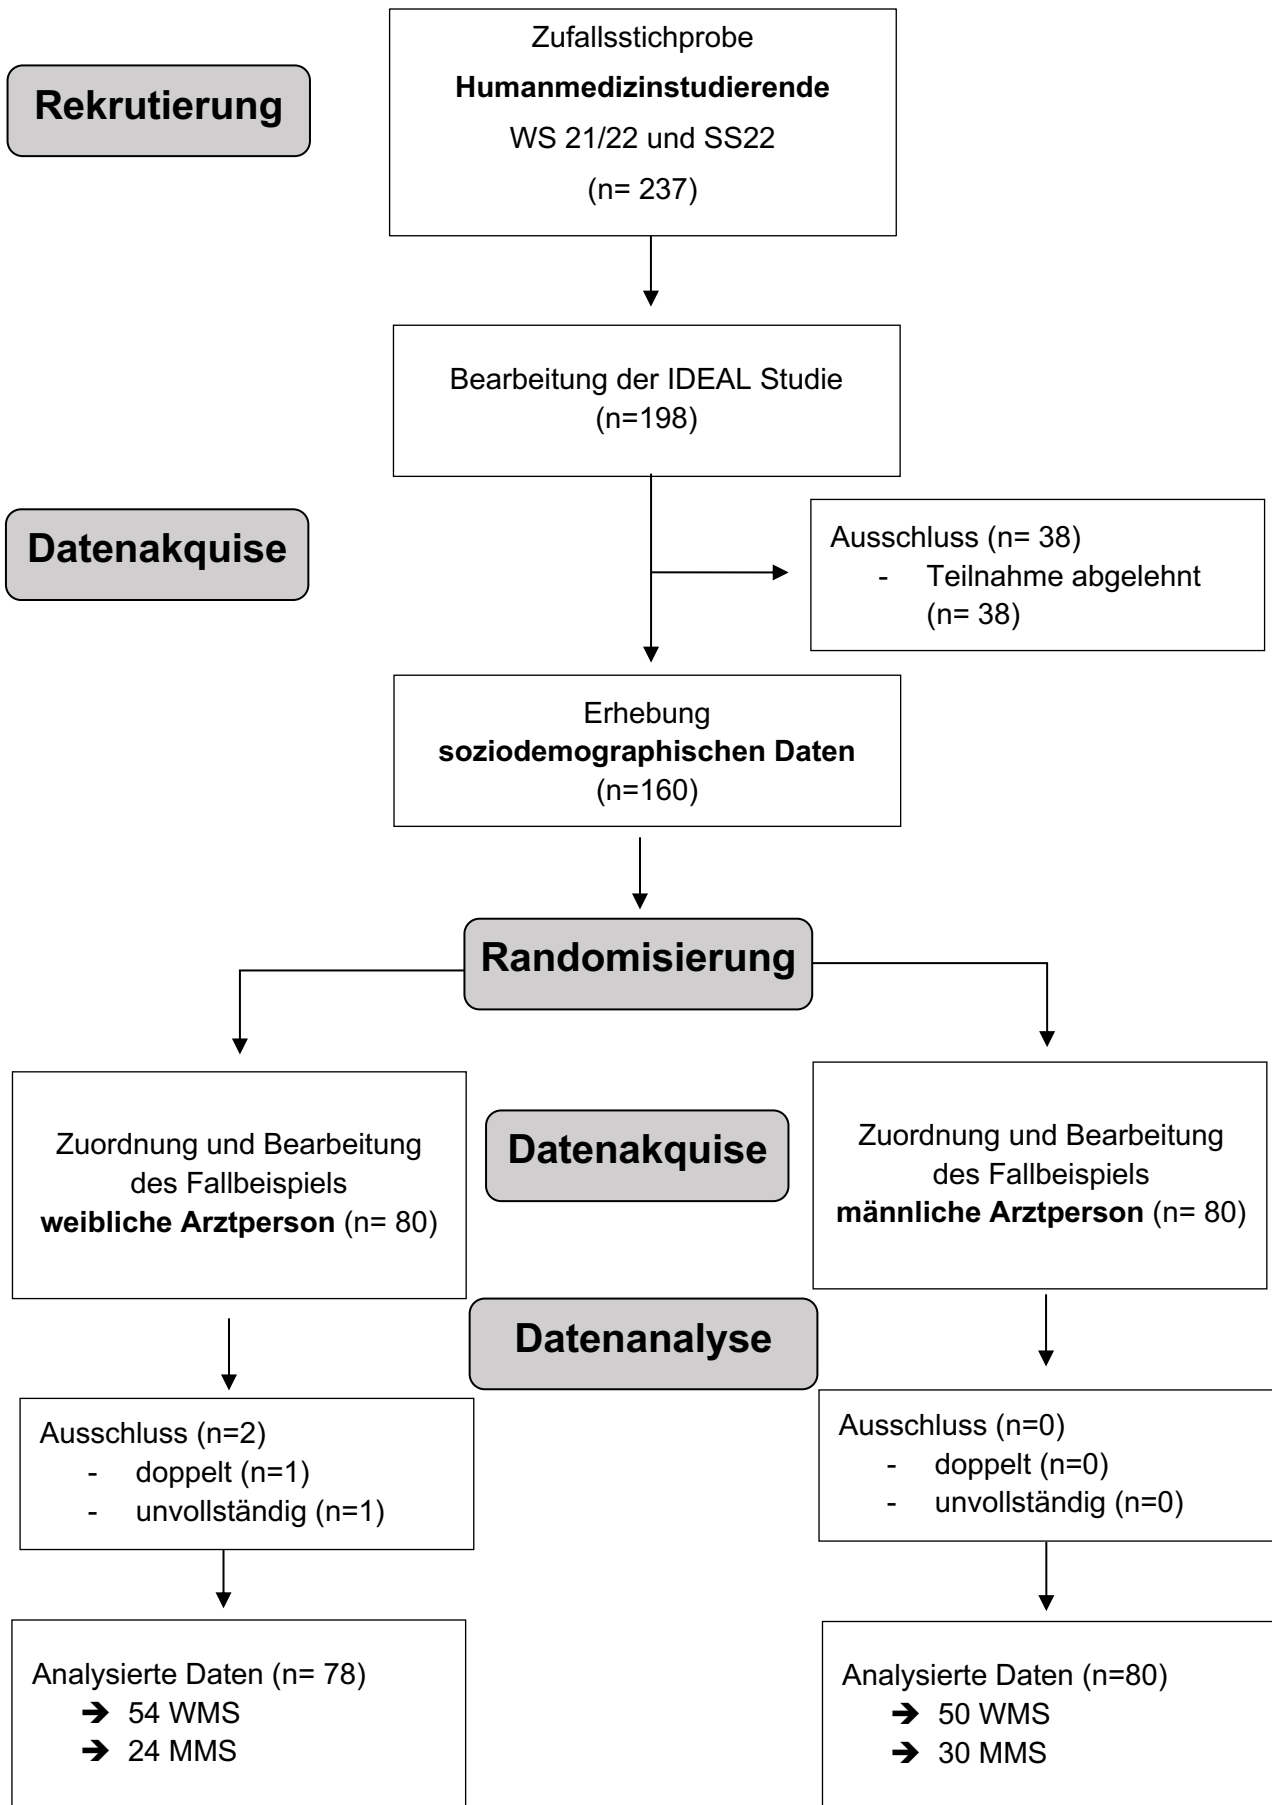 Zufallsstichprobe
Humanmedizinstudierende
WS 21/22 und SS22
(n= 237)
Rekrutierung
Bearbeitung der IDEAL Studie
(n=198)
Datenakquise
Ausschluss (n= 38)
- Teilnahme abgelehnt
(n= 38)
Erhebung
soziodemographischen Daten
(n=160)
Randomisierung
Zuordnung und Bearbeitung
des Fallbeispiels
weibliche Arztperson (n= 80)
Datenakquise
Zuordnung und Bearbeitung
des Fallbeispiels
männliche Arztperson (n= 80)
Datenanalyse
Ausschluss (n=2)
- doppelt (n=1)
- unvollständig (n=1)
Ausschluss (n=0)
- doppelt (n=0)
- unvollständig (n=0)
Analysierte Daten (n= 78)
➔ 54 WMS
➔ 24 MMS
Analysierte Daten (n=80)
➔ 50 WMS
➔ 30 MMS